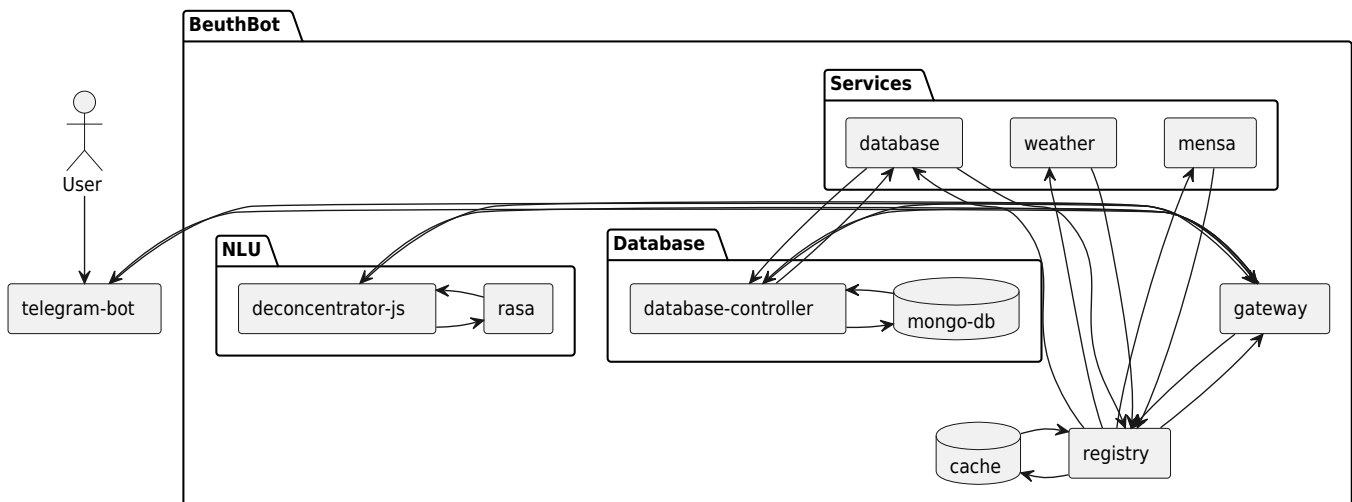 BeuthBot
Services
database
weather
mensa
User
NLU
Database
telegram-bot
deconcentrator-js
rasa
database-controller
mongo-db
gateway
cache
registry